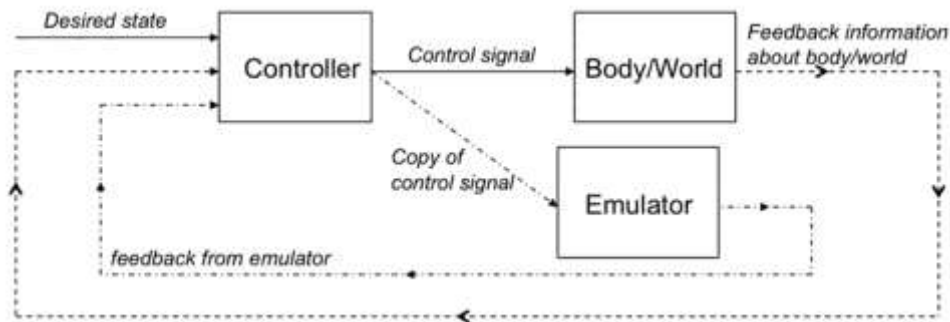 Desired state
Controller
Control signal
Body/World
Feedback information
about body/world
Copy of
control signal
Emulator
feedback from emulator